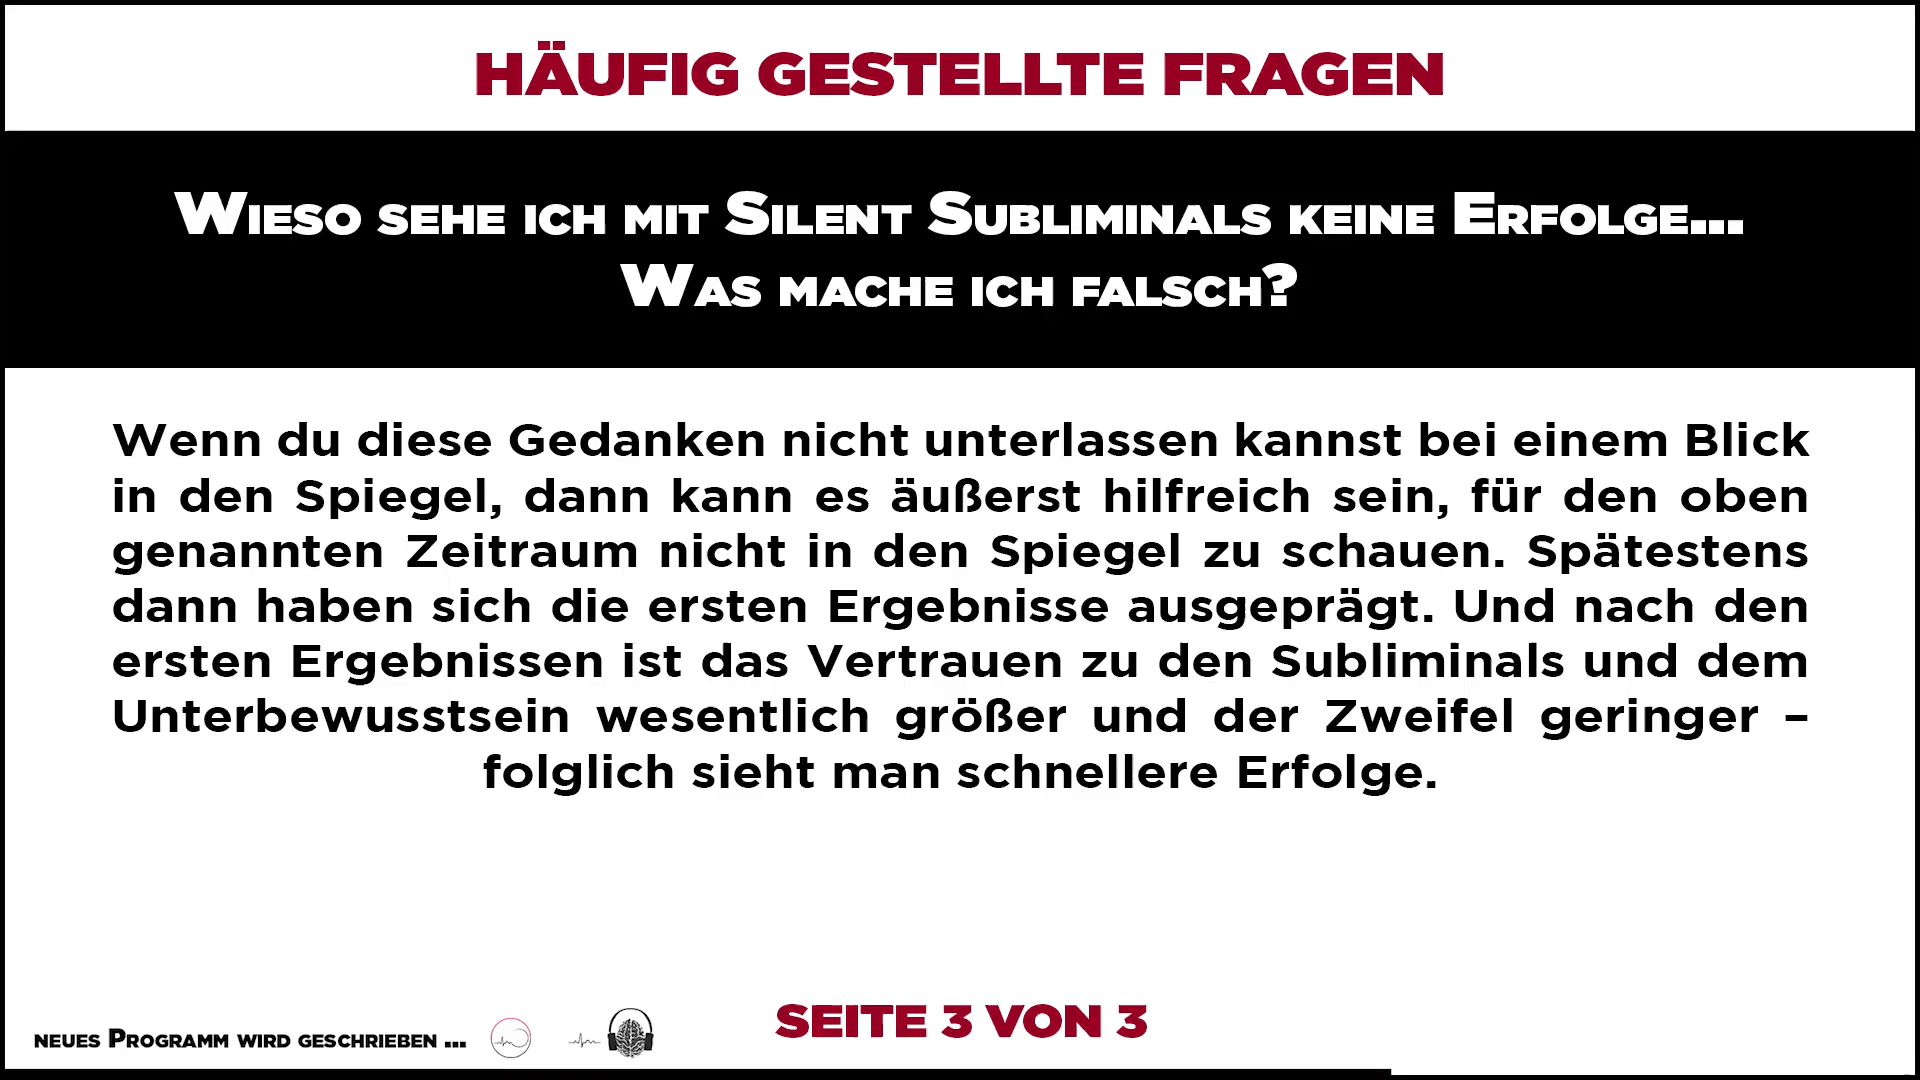 HÄUFIG GESTELLTE FRAGEN
Wieso sehe ich mit Silent Subliminals keine Erfolge...
Was mache ich falsch?
Wenn du diese Gedanken nicht unterlassen kannst bei einem Blick
in den Spiegel, dann kann es äußerst hilfreich sein, für den oben
genannten Zeitraum nicht in den Spiegel zu schauen. Spätestens
dann haben sich die ersten Ergebnisse ausgeprägt. Und nach den
ersten Ergebnissen ist das Vertrauen zu den Subliminals und dem
Unterbewusstsein wesentlich größer und der Zweifel geringer –
folglich sieht man schnellere Erfolge.
SEITE 3 VON 3
neues Programm wird geschrieben ...